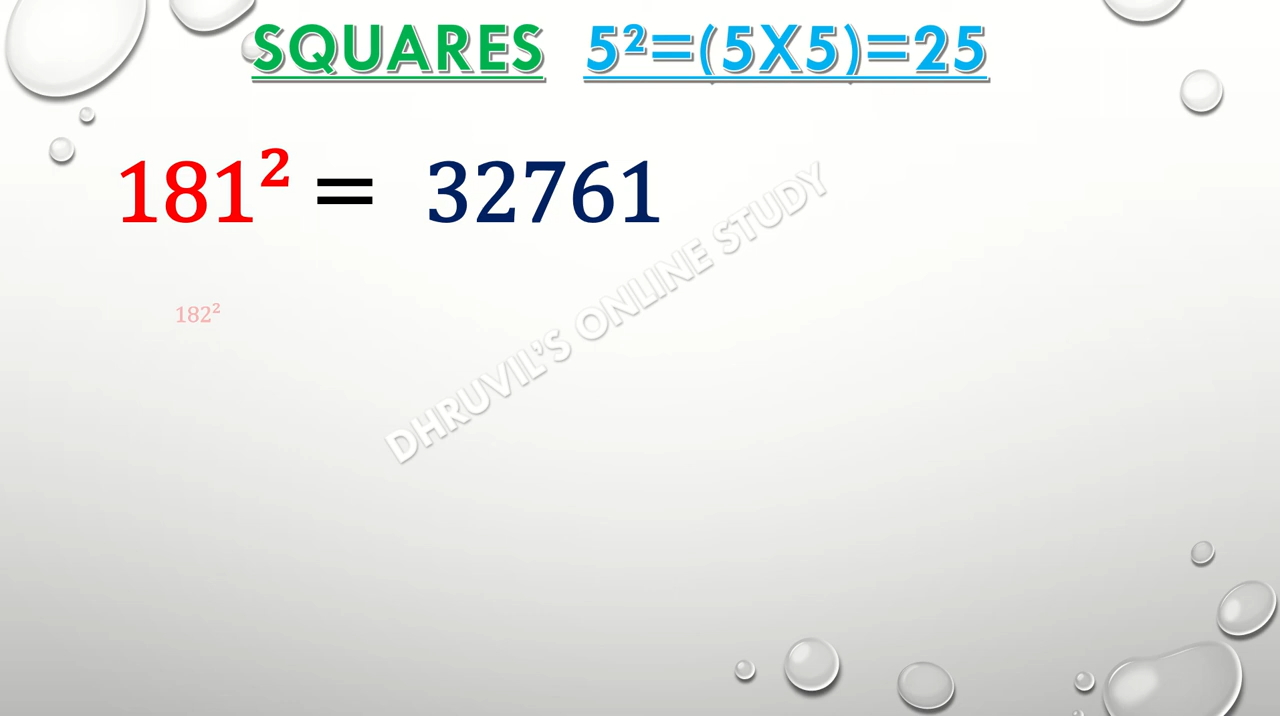 SQUARES 5²=(5X5)=25
181² = 32761
182²
DHRUVIL'S ONLINE STUDY